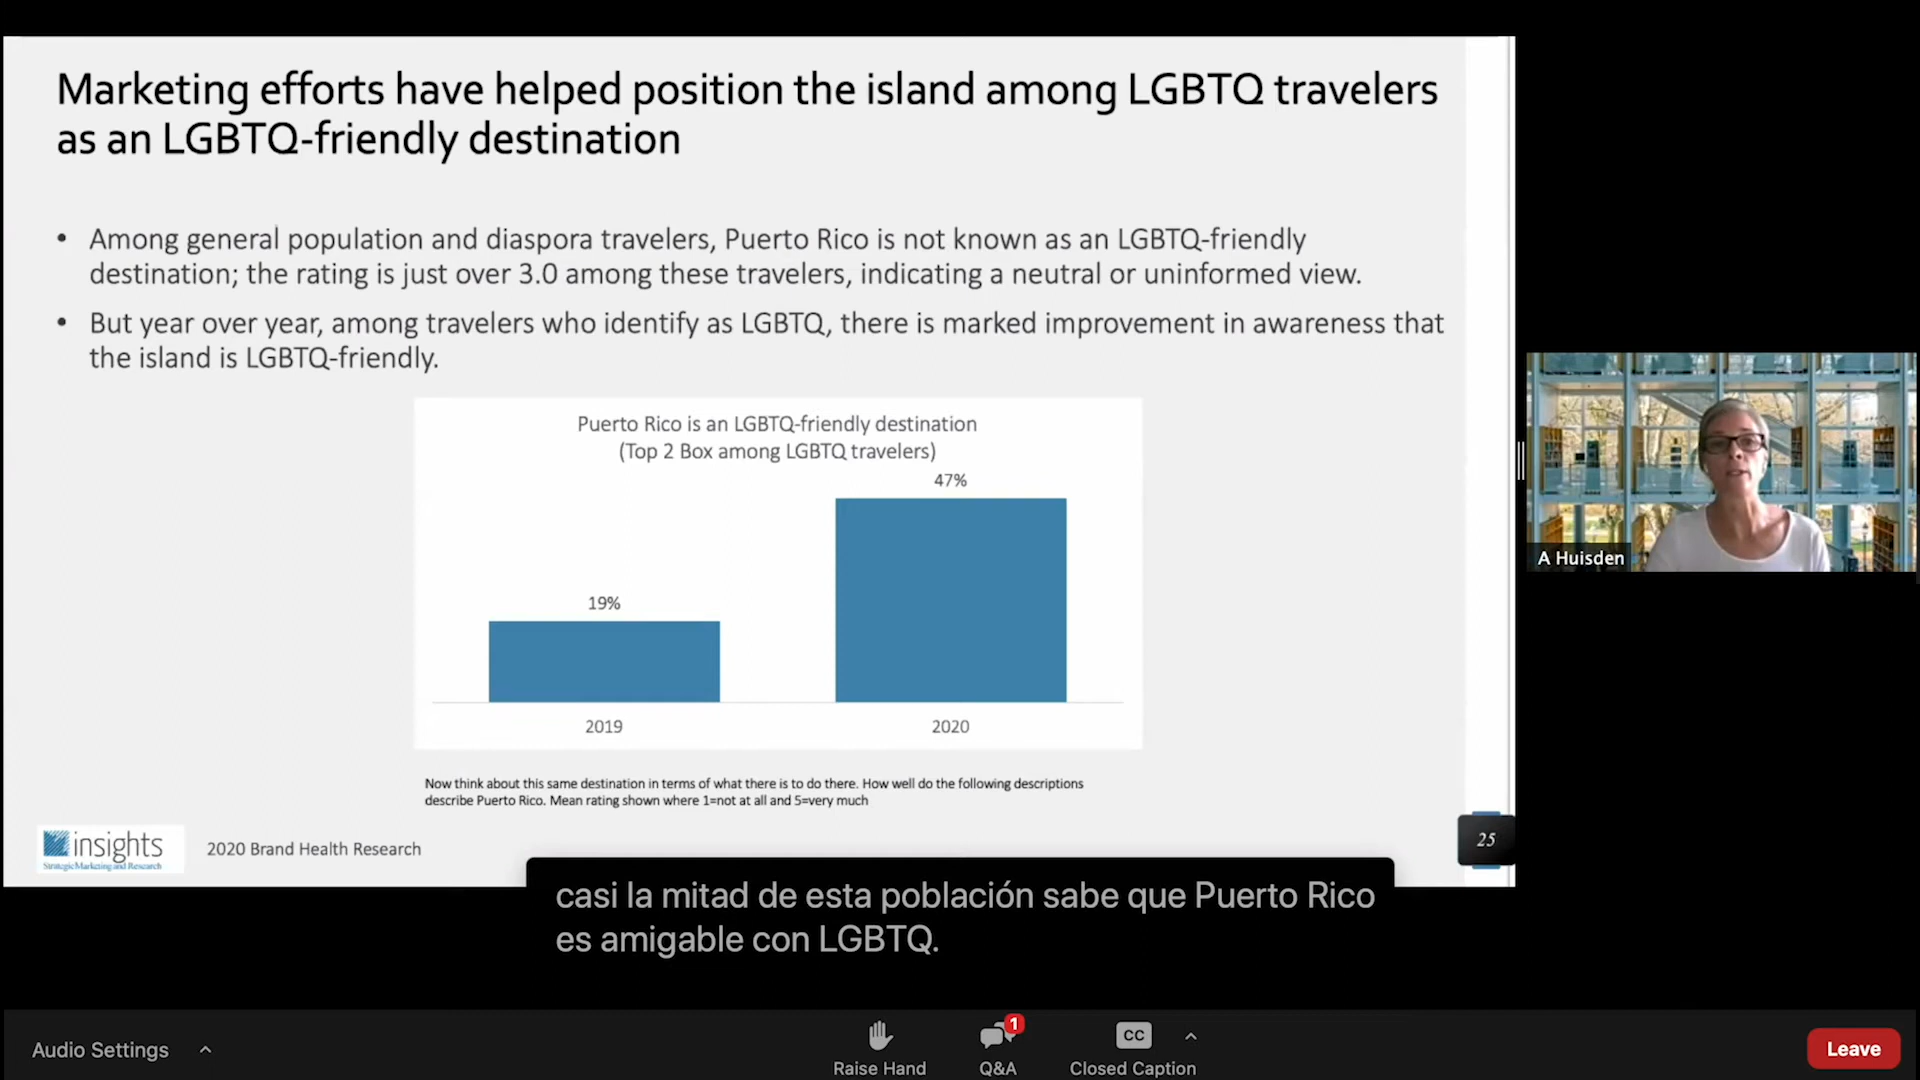 Marketing efforts have helped position the island among LGBTQ travelers
as an LGBTQ-friendly destination
• Among general population and diaspora travelers, Puerto Rico is not known as an LGBTQ-friendly
destination; the rating is just over 3.0 among these travelers, indicating a neutral or uninformed view.
• But year over year, among travelers who identify as LGBTQ, there is marked improvement in awareness that
the island is LGBTQ-friendly.
Puerto Rico is an LGBTQ-friendly destination
(Top 2 Box among LGBTQ travelers)
47%
19%
2019 2020
Now think about this same destination in terms of what there is to do there. How well do the following descriptions
describe Puerto Rico. Mean rating shown where 1=not at all and 5=very much
insights
Strategic Marketing and Research
2020 Brand Health Research
25
A Huisden
casi la mitad de esta población sabe que Puerto Rico
es amigable con LGBTQ.
Audio Settings
Raise Hand
1
Q&A
CC
Closed Caption
Leave